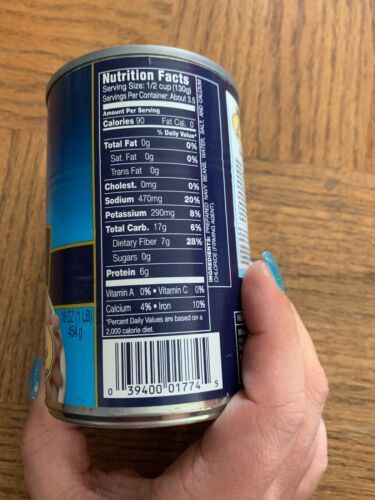 Nutrition Facts
Serving Size: 1/2 cup (130g)
Servings Per Container: About 3.5
Amount Per Serving
Calories 90 Fat Cal. 0
% Daily Value*
Total Fat 0g 0%
Sat. Fat 0g 0%
Trans Fat 0g
Cholest. 0mg 0%
Sodium 470mg 20%
Potassium 290mg 8%
Total Carb. 17g 6%
Dietary Fiber 7g 28%
Sugars 0g
Protein 6g
Vitamin A 0% • Vitamin C 0%
Calcium 4% • Iron 10%
*Percent Daily Values are based on a
2,000 calorie diet.
INGREDIENTS: PREPARED NAVY BEANS, WATER, SALT, AND CALCIUM
CHLORIDE (FIRMING AGENT).
16 OZ (1 LB)
454 g
0 39400 01774 5